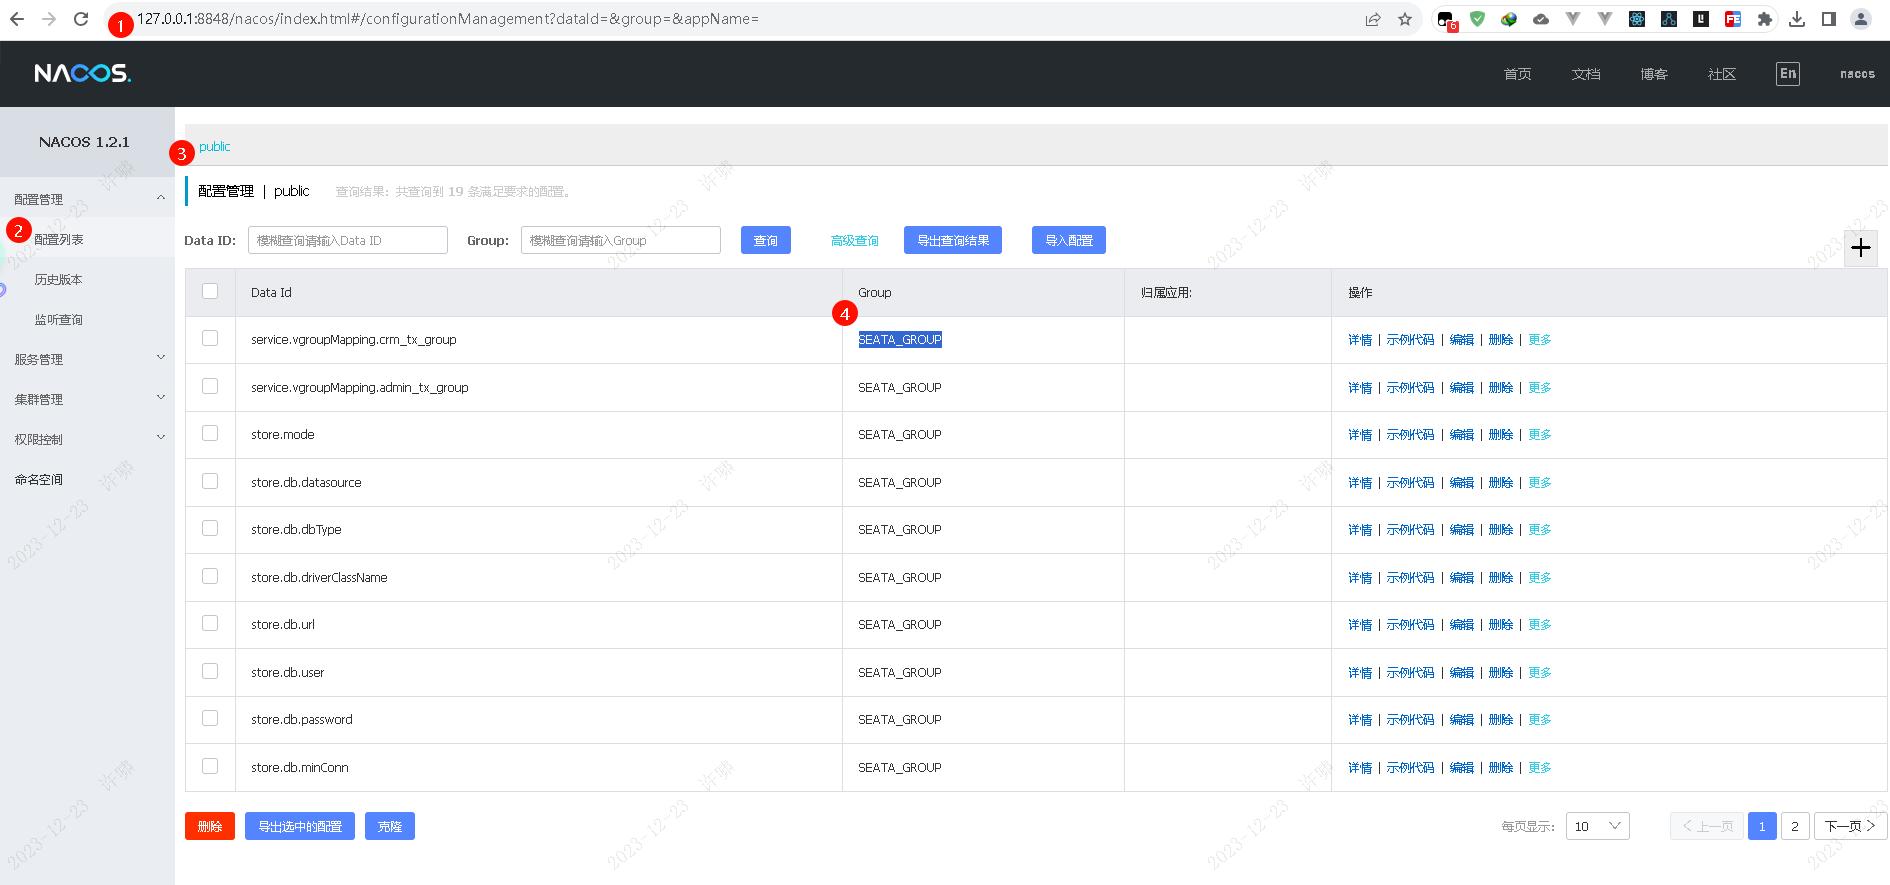 1 127.0.0.1:8848/nacos/index.html#/configurationManagement?dataId=&group=&appName=
6
FE
NACOS.
首页 文档 博客 社区 En nacos
NACOS 1.2.1
配置管理
2 配置列表
历史版本
监听查询
服务管理
集群管理
权限控制
命名空间
3 public
配置管理 | public 查询结果：共查询到 19 条满足要求的配置。
Data ID: 模糊查询请输入Data ID Group: 模糊查询请输入Group 查询 高级查询 导出查询结果 导入配置
Data Id Group 归属应用: 操作
4
service.vgroupMapping.crm_tx_group SEATA_GROUP 详情 | 示例代码 | 编辑 | 删除 | 更多
service.vgroupMapping.admin_tx_group SEATA_GROUP 详情 | 示例代码 | 编辑 | 删除 | 更多
store.mode SEATA_GROUP 详情 | 示例代码 | 编辑 | 删除 | 更多
store.db.datasource SEATA_GROUP 详情 | 示例代码 | 编辑 | 删除 | 更多
store.db.dbType SEATA_GROUP 详情 | 示例代码 | 编辑 | 删除 | 更多
store.db.driverClassName SEATA_GROUP 详情 | 示例代码 | 编辑 | 删除 | 更多
store.db.url SEATA_GROUP 详情 | 示例代码 | 编辑 | 删除 | 更多
store.db.user SEATA_GROUP 详情 | 示例代码 | 编辑 | 删除 | 更多
store.db.password SEATA_GROUP 详情 | 示例代码 | 编辑 | 删除 | 更多
store.db.minConn SEATA_GROUP 详情 | 示例代码 | 编辑 | 删除 | 更多
删除 导出选中的配置 克隆 每页显示: 10 上一页 1 2 下一页
2023-12-23